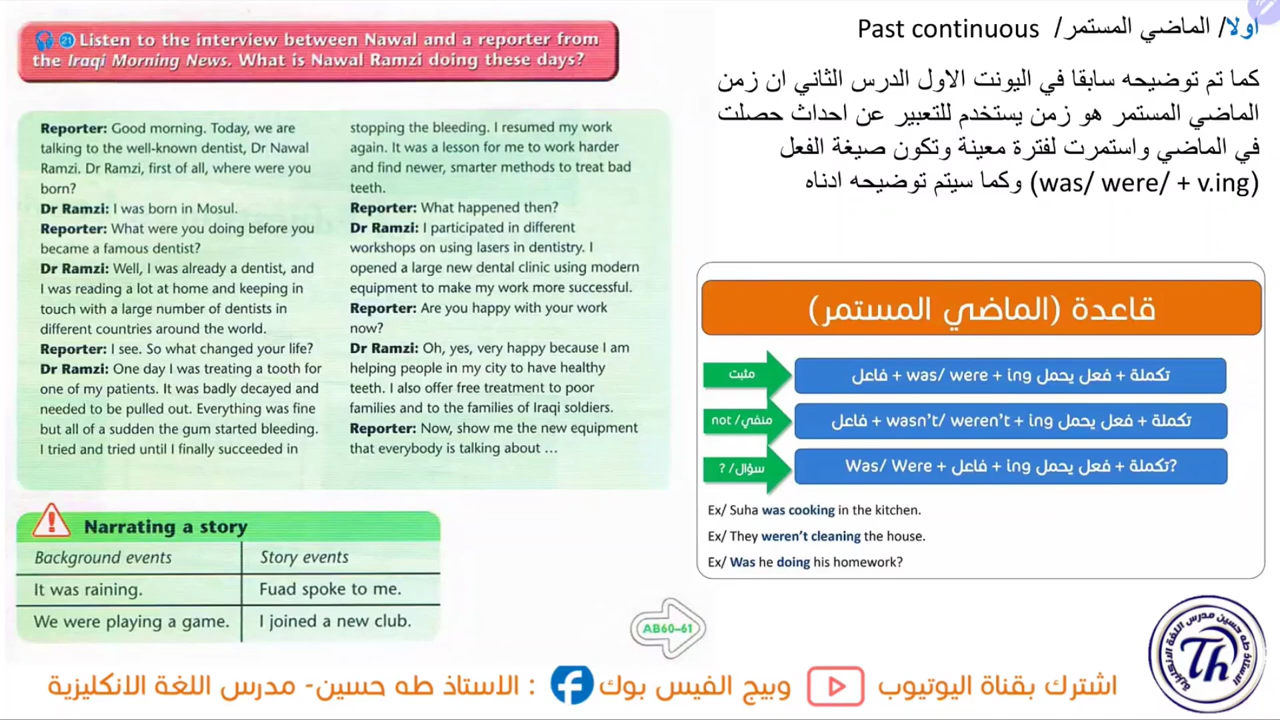 21 Listen to the interview between Nawal and a reporter from
the Iraqi Morning News. What is Nawal Ramzi doing these days?
Reporter: Good morning. Today, we are
talking to the well-known dentist, Dr Nawal
Ramzi. Dr Ramzi, first of all, where were you
born?
Dr Ramzi: I was born in Mosul.
Reporter: What were you doing before you
became a famous dentist?
Dr Ramzi: Well, I was already a dentist, and
I was reading a lot at home and keeping in
touch with a large number of dentists in
different countries around the world.
Reporter: I see. So what changed your life?
Dr Ramzi: One day I was treating a tooth for
one of my patients. It was badly decayed and
needed to be pulled out. Everything was fine
but all of a sudden the gum started bleeding.
I tried and tried until I finally succeeded in
stopping the bleeding. I resumed my work
again. It was a lesson for me to work harder
and find newer, smarter methods to treat bad
teeth.
Reporter: What happened then?
Dr Ramzi: I participated in different
workshops on using lasers in dentistry. I
opened a large new dental clinic using modern
equipment to make my work more successful.
Reporter: Are you happy with your work
now?
Dr Ramzi: Oh, yes, very happy because I am
helping people in my city to have healthy
teeth. I also offer free treatment to poor
families and to the families of Iraqi soldiers.
Reporter: Now, show me the new equipment
that everybody is talking about ...
Narrating a story
Background events Story events
It was raining. Fuad spoke to me.
We were playing a game. I joined a new club.
AB60-61
اولا/ الماضي المستمر/ Past continuous
كما تم توضيحه سابقا في اليونت الاول الدرس الثاني ان زمن
الماضي المستمر هو زمن يستخدم للتعبير عن احداث حصلت
في الماضي واستمرت لفترة معينة وتكون صيغة الفعل
(was/ were/ + v.ing) وكما سيتم توضيحه ادناه
قاعدة (الماضي المستمر)
مثبت
تكملة + فعل يحمل ing + was/ were + فاعل
منفي/ not
تكملة + فعل يحمل ing + wasn't/ weren't + فاعل
سؤال/ ?
Was/ Were + فاعل + ing تكملة + فعل يحمل?
Ex/ Suha was cooking in the kitchen.
Ex/ They weren't cleaning the house.
Ex/ Was he doing his homework?
اشترك بقناة اليوتيوب وبيج الفيس بوك : الاستاذ طه حسين- مدرس اللغة الانكليزية
الاستاذ طه حسين مدرس اللغة الانكليزية
Th